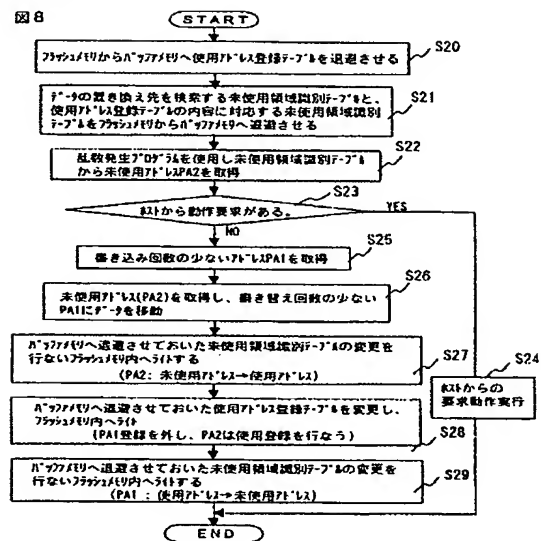 図8
START
フラッシュメモリからバッファメモリへ使用アドレス登録テーブルを退避させる
S20
データの置き換え先を検索する未使用領域識別テーブルと、
使用アドレス登録テーブルの内容に対応する未使用領域識別
テーブルをフラッシュメモリからバッファメモリへ退避させる
S21
乱数発生プログラムを使用し未使用領域識別テーブル
から未使用アドレスPA2を取得
S22
S23
ホストから動作要求がある。
YES
NO
書き込み回数の少ないアドレスPA1を取得
S25
未使用アドレス(PA2)を取得し、書き替え回数の少ない
PA1にデータを移動
S26
バッファメモリへ退避させておいた未使用領域識別テーブルの変更を
行ないフラッシュメモリ内へライトする
(PA2: 未使用アドレス→使用アドレス)
S27
S24
ホストからの
要求動作実行
バッファメモリへ退避させておいた使用アドレス登録テーブルを変更し、
フラッシュメモリ内へライト
(PA1登録を外し、PA2は使用登録を行なう)
S28
バッファメモリへ退避させておいた未使用領域識別テーブルの変更を
行ないフラッシュメモリ内へライトする
(PA1 : 使用アドレス→未使用アドレス)
S29
END